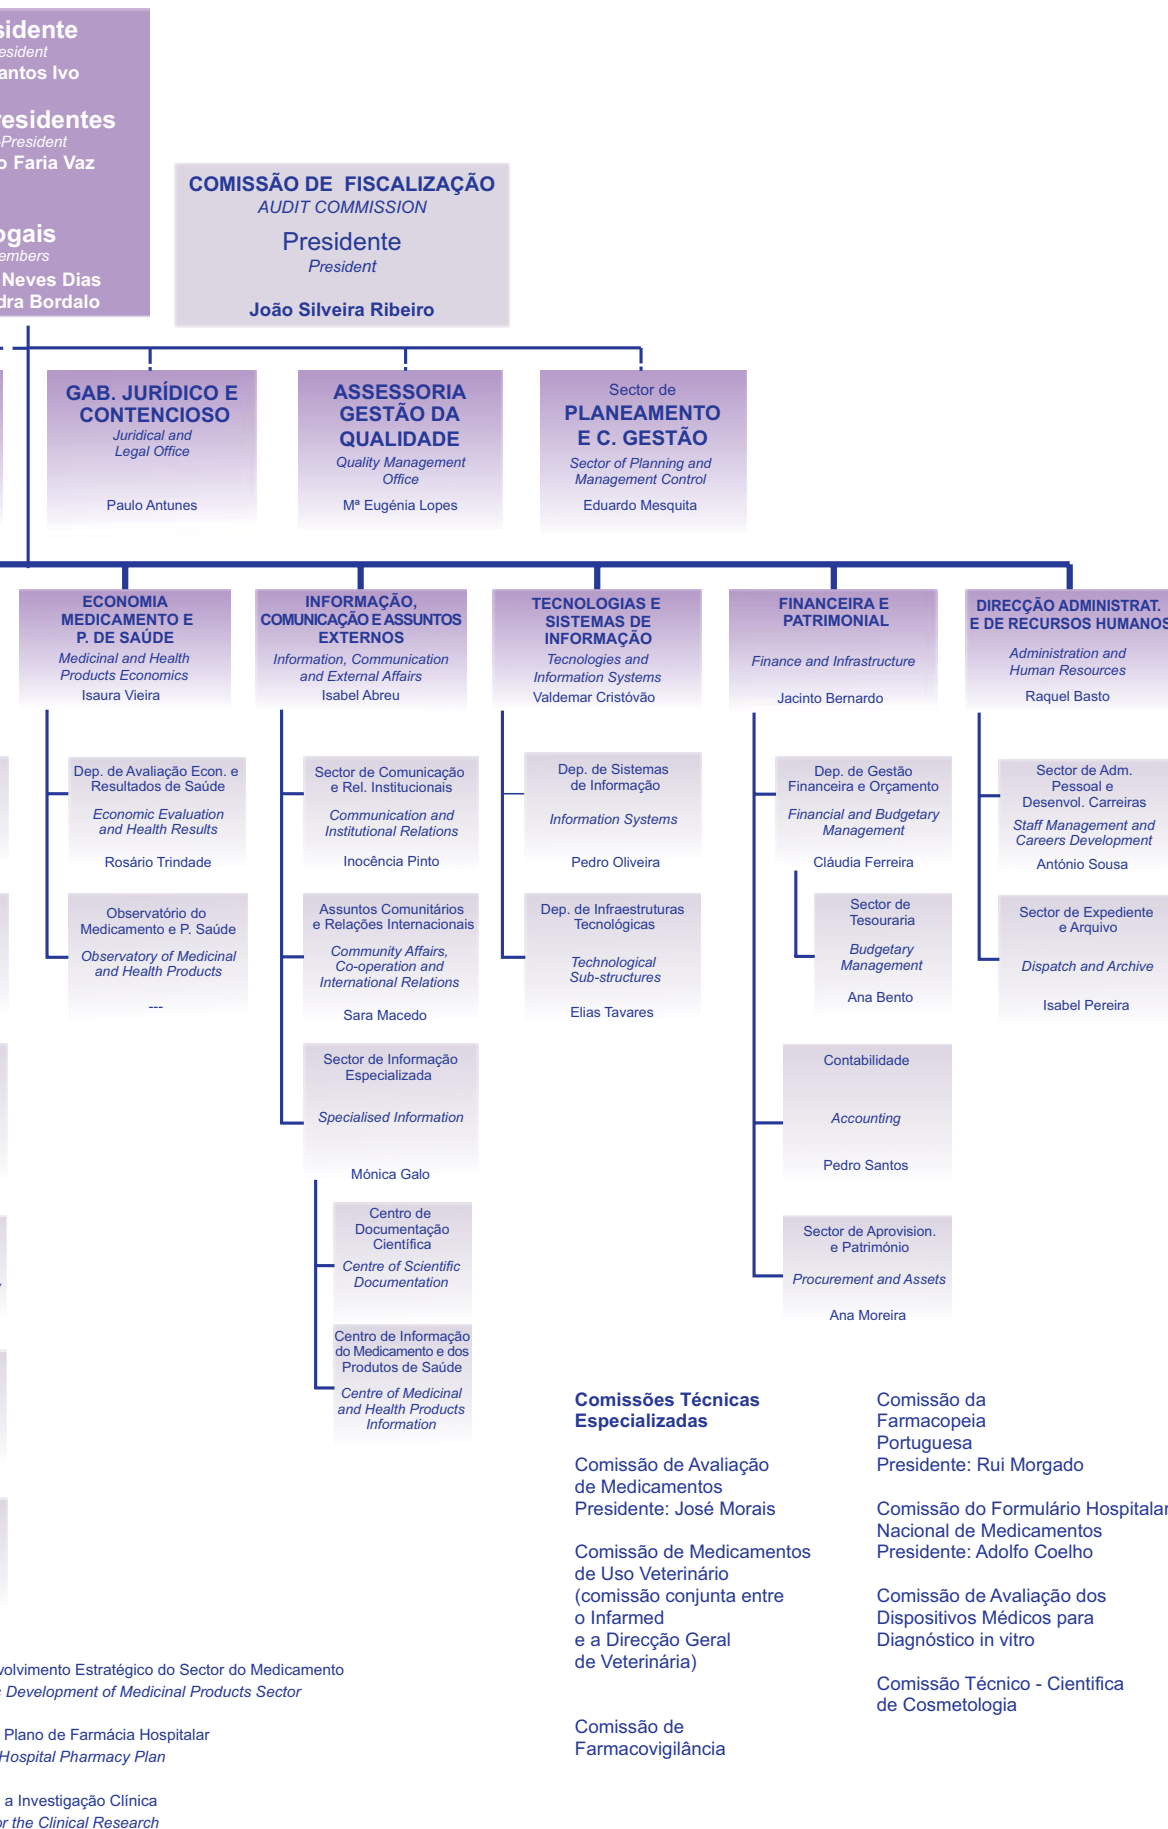 sidente
esident
antos Ivo
residentes
-President
o Faria Vaz
ogais
embers
Neves Dias
dra Bordalo
COMISSÃO DE FISCALIZAÇÃO
AUDIT COMMISSION
Presidente
President
João Silveira Ribeiro
GAB. JURÍDICO E
CONTENCIOSO
Juridical and
Legal Office
Paulo Antunes
ASSESSORIA
GESTÃO DA
QUALIDADE
Quality Management
Office
Mª Eugénia Lopes
Sector de
PLANEAMENTO
E C. GESTÃO
Sector of Planning and
Management Control
Eduardo Mesquita
ECONOMIA
MEDICAMENTO E
P. DE SAÚDE
Medicinal and Health
Products Economics
Isaura Vieira
Dep. de Avaliação Econ. e
Resultados de Saúde
Economic Evaluation
and Health Results
Rosário Trindade
Observatório do
Medicamento e P. Saúde
Observatory of Medicinal
and Health Products
---
INFORMAÇÃO,
COMUNICAÇÃO E ASSUNTOS
EXTERNOS
Information, Communication
and External Affairs
Isabel Abreu
Sector de Comunicação
e Rel. Institucionais
Communication and
Institutional Relations
Inocência Pinto
Assuntos Comunitários
e Relações Internacionais
Community Affairs,
Co-operation and
International Relations
Sara Macedo
Sector de Informação
Especializada
Specialised Information
Mónica Galo
Centro de
Documentação
Científica
Centre of Scientific
Documentation
Centro de Informação
do Medicamento e dos
Produtos de Saúde
Centre of Medicinal
and Health Products
Information
TECNOLOGIAS E
SISTEMAS DE
INFORMAÇÃO
Tecnologies and
Information Systems
Valdemar Cristóvão
Dep. de Sistemas
de Informação
Information Systems
Pedro Oliveira
Dep. de Infraestruturas
Tecnológicas
Technological
Sub-structures
Elias Tavares
FINANCEIRA E
PATRIMONIAL
Finance and Infrastructure
Jacinto Bernardo
Dep. de Gestão
Financeira e Orçamento
Financial and Budgetary
Management
Cláudia Ferreira
Sector de
Tesouraria
Budgetary
Management
Ana Bento
Contabilidade
Accounting
Pedro Santos
Sector de Aprovision.
e Património
Procurement and Assets
Ana Moreira
DIRECÇÃO ADMINISTRAT.
E DE RECURSOS HUMANOS
Administration and
Human Resources
Raquel Basto
Sector de Adm.
Pessoal e
Desenvol. Carreiras
Staff Management and
Careers Development
António Sousa
Sector de Expediente
e Arquivo
Dispatch and Archive
Isabel Pereira
Comissões Técnicas
Especializadas
Comissão de Avaliação
de Medicamentos
Presidente: José Morais
Comissão de Medicamentos
de Uso Veterinário
(comissão conjunta entre
o Infarmed
e a Direcção Geral
de Veterinária)
Comissão de
Farmacovigilância
Comissão da
Farmacopeia
Portuguesa
Presidente: Rui Morgado
Comissão do Formulário Hospitalar
Nacional de Medicamentos
Presidente: Adolfo Coelho
Comissão de Avaliação dos
Dispositivos Médicos para
Diagnóstico in vitro
Comissão Técnico - Cientifica
de Cosmetologia
volvimento Estratégico do Sector do Medicamento
Development of Medicinal Products Sector
Plano de Farmácia Hospitalar
Hospital Pharmacy Plan
a Investigação Clínica
or the Clinical Research